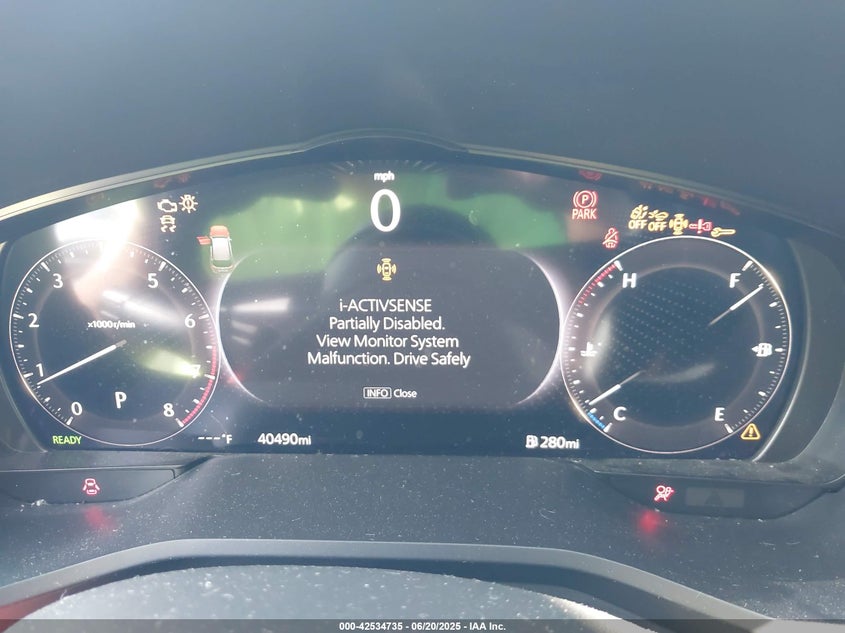 mph
0
PARK
OFF OFF
3 5
H F
2 x1000r/min 6
i-ACTIVSENSE
Partially Disabled.
View Monitor System
Malfunction. Drive Safely
1 7
P
0 8
C E
INFO Close
READY
---°F 40490mi 280mi
000-42534735 - 06/20/2025 - IAA Inc.